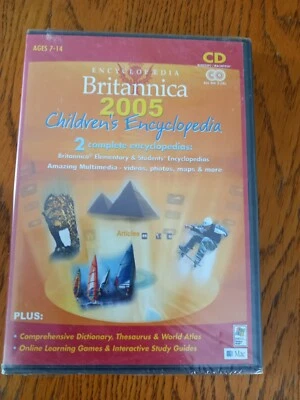 AGES 7-14
CD
ENCYCLOPÆDIA
Britannica
2005
Children's Encyclopedia
2 complete encyclopedias:
Britannica® Elementary & Students' Encyclopedias
Amazing Multimedia - videos, photos, maps & more
Articles
PLUS:
• Comprehensive Dictionary, Thesaurus & World Atlas
• Online Learning Games & Interactive Study Guides
Mac